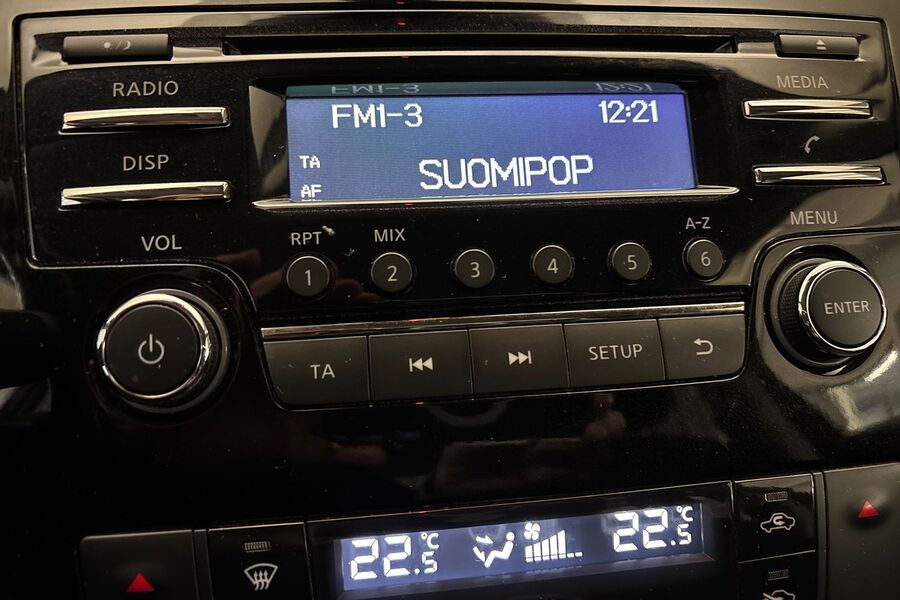 RADIO
MEDIA
FM1-3 12:21
DISP
TA
SUOMIPOP
AF
VOL
RPT MIX A-Z
MENU
1 2 3 4 5 6
ENTER
TA SETUP
22.5°C 22.5°C